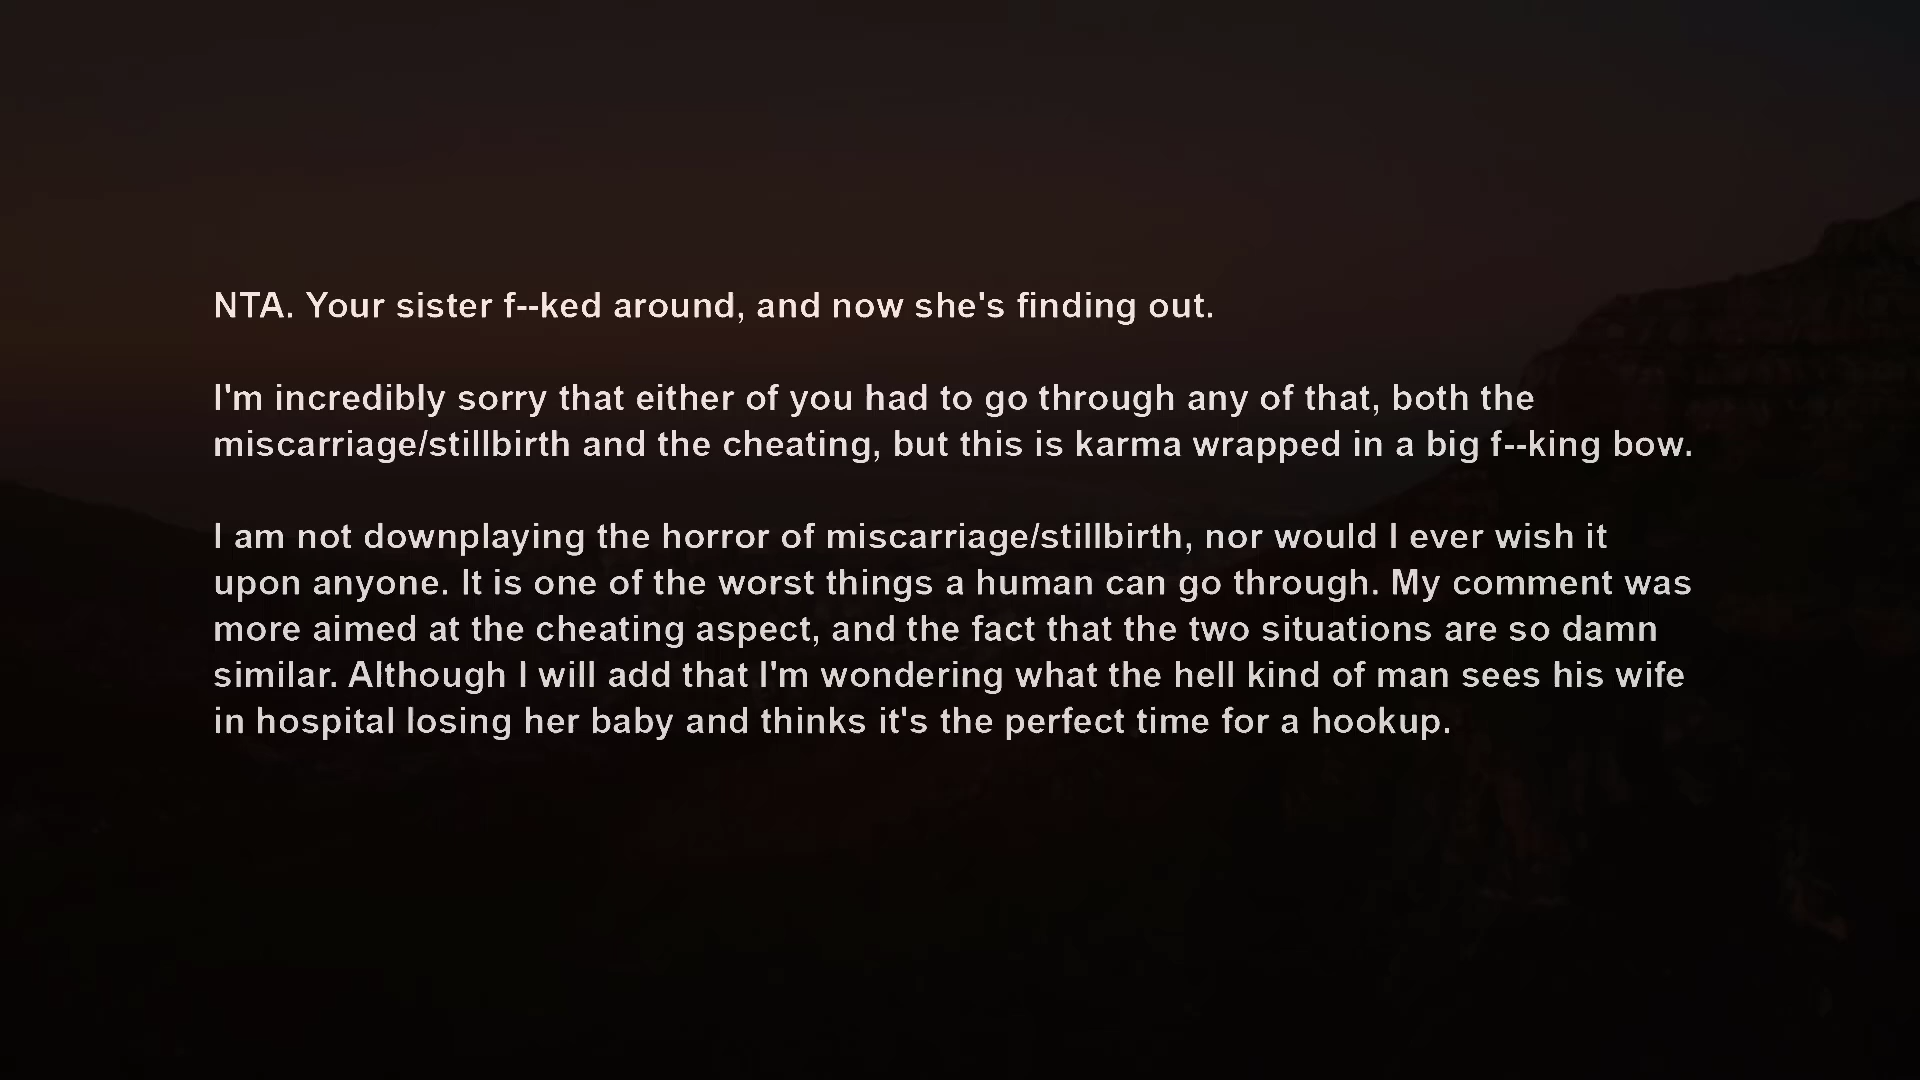 NTA. Your sister f--ked around, and now she's finding out.
I'm incredibly sorry that either of you had to go through any of that, both the
miscarriage/stillbirth and the cheating, but this is karma wrapped in a big f--king bow.
I am not downplaying the horror of miscarriage/stillbirth, nor would I ever wish it
upon anyone. It is one of the worst things a human can go through. My comment was
more aimed at the cheating aspect, and the fact that the two situations are so damn
similar. Although I will add that I'm wondering what the hell kind of man sees his wife
in hospital losing her baby and thinks it's the perfect time for a hookup.